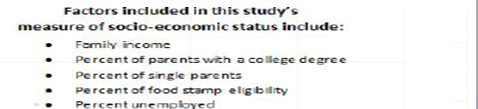 Factors included in this study's
measure of socio-economic status include:
• Family income
• Percent of parents with a college degree
• Percent of single parents
• Percent of food stamp eligibility
• Percent unemployed